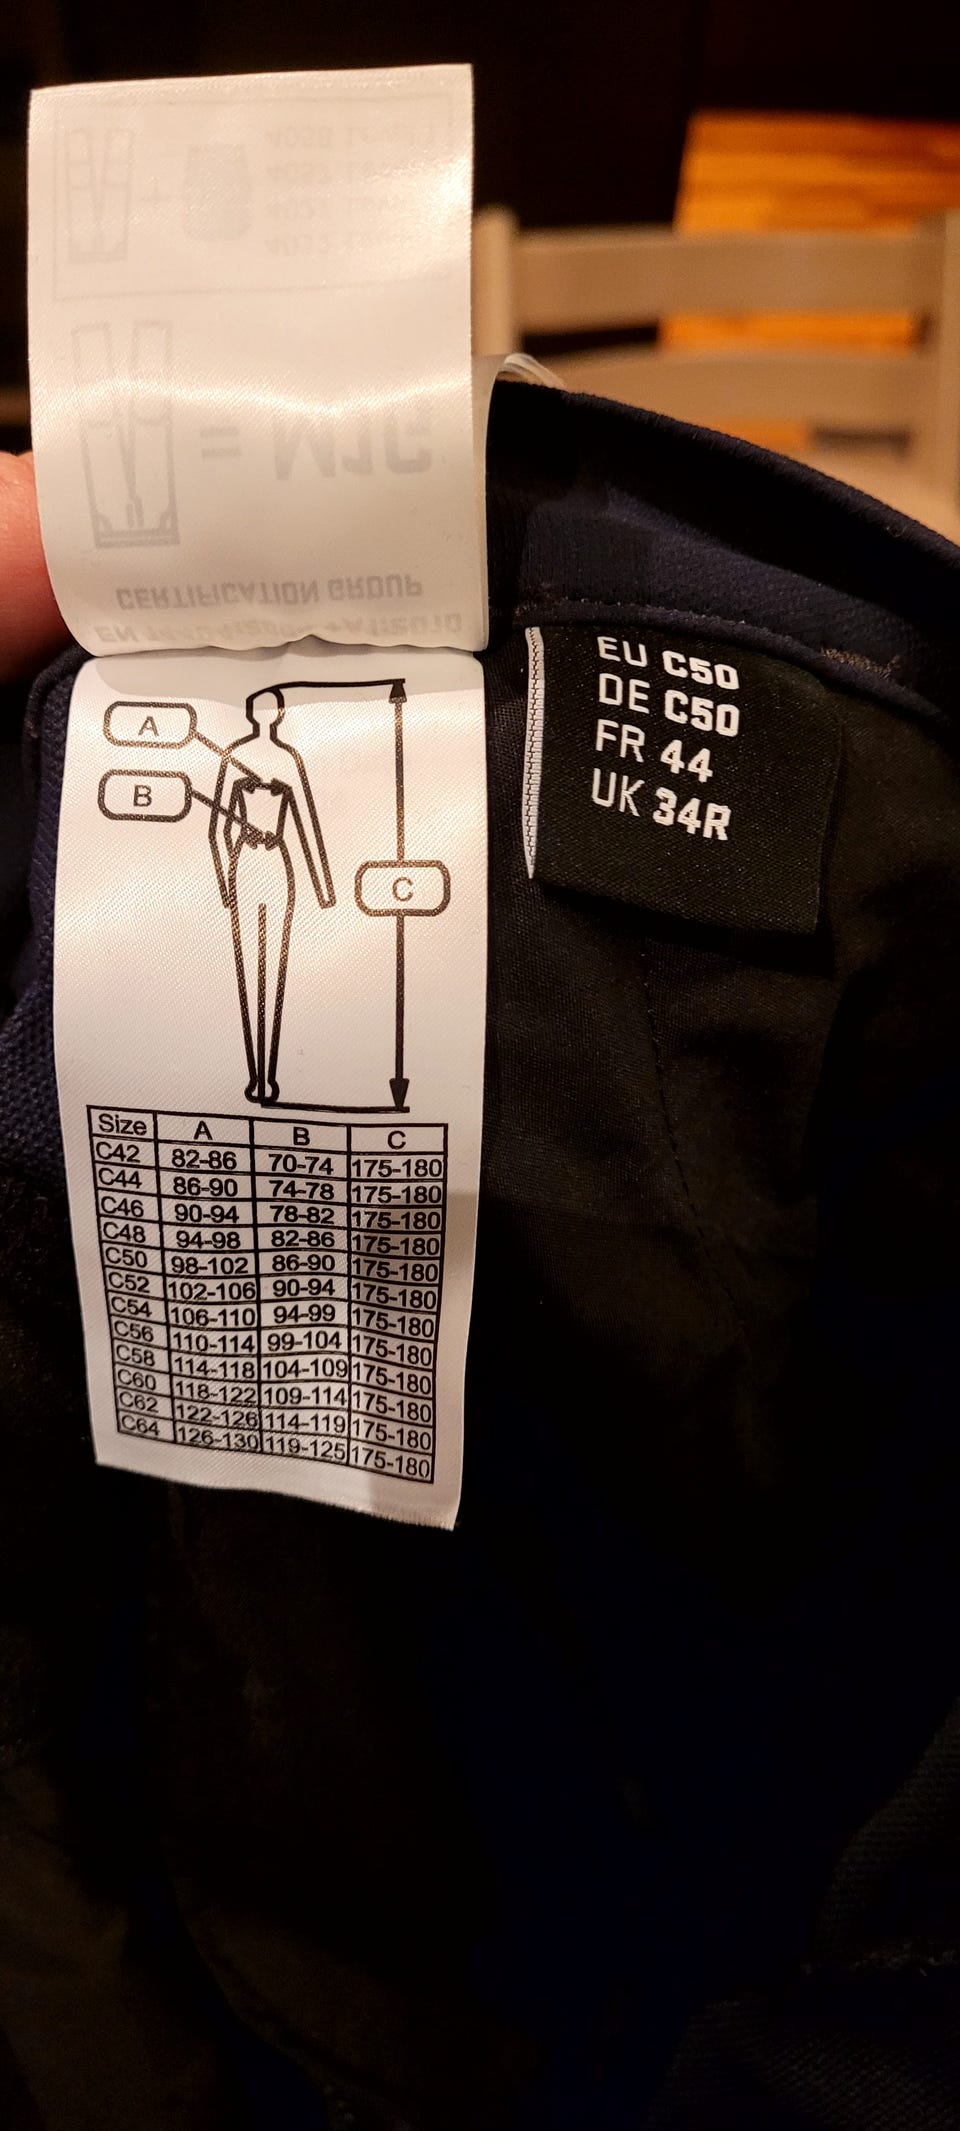 CERTIFICATION GROUP
A
B
C
EU C50
DE C50
FR 44
UK 34R
Size A B C
C42 82-86 70-74 175-180
C44 86-90 74-78 175-180
C46 90-94 78-82 175-180
C48 94-98 82-86 175-180
C50 98-102 86-90 175-180
C52 102-106 90-94 175-180
C54 106-110 94-99 175-180
C56 110-114 99-104 175-180
C58 114-118 104-109 175-180
C60 118-122 109-114 175-180
C62 122-126 114-119 175-180
C64 126-130 119-125 175-180